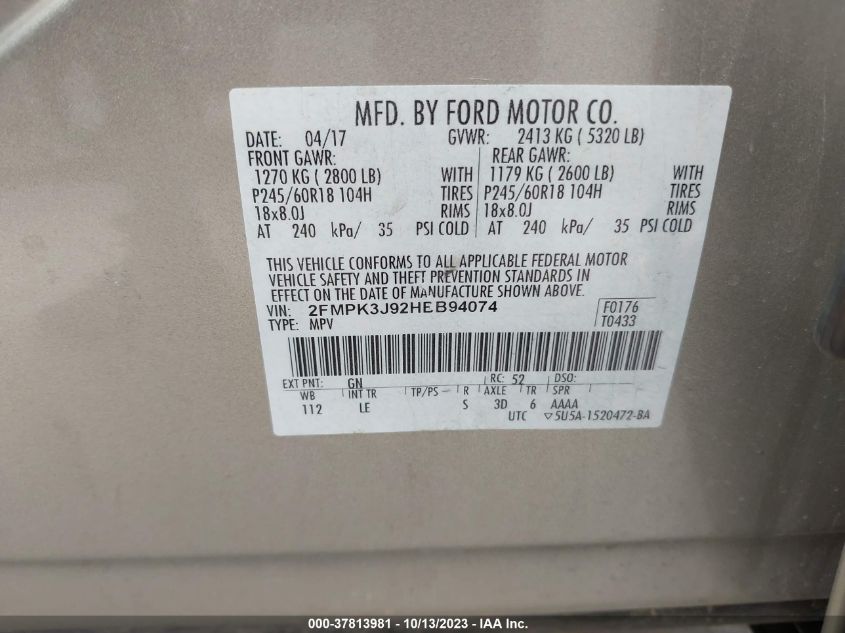 MFD. BY FORD MOTOR CO.
DATE: 04/17 GVWR: 2413 KG ( 5320 LB)
FRONT GAWR: REAR GAWR:
1270 KG ( 2800 LB) WITH 1179 KG ( 2600 LB) WITH
P245/60R18 104H TIRES P245/60R18 104H TIRES
18x8.0J RIMS 18x8.0J RIMS
AT 240 kPa/ 35 PSI COLD AT 240 kPa/ 35 PSI COLD
THIS VEHICLE CONFORMS TO ALL APPLICABLE FEDERAL MOTOR
VEHICLE SAFETY AND THEFT PREVENTION STANDARDS IN
EFFECT ON THE DATE OF MANUFACTURE SHOWN ABOVE.
VIN: 2FMPK3J92HEB94074 F0176
TYPE: MPV T0433
EXT PNT: GN RC: 52 DSO:
WB INT TR TP/PS R AXLE TR SPR
112 LE S 3D 6 AAAA
UTC ▽5U5A-1520472-BA
000-37813981 - 10/13/2023 - IAA Inc.